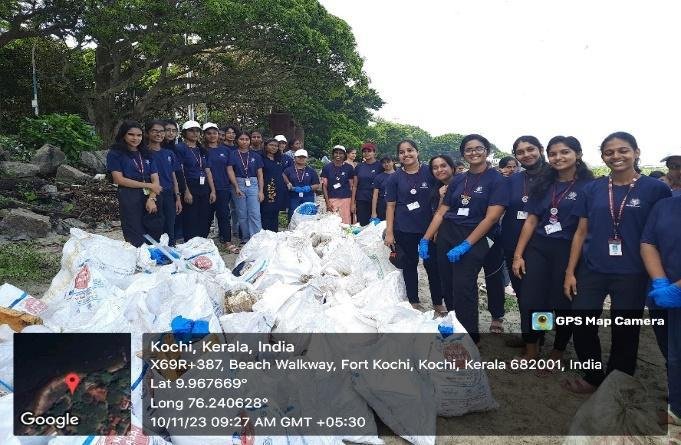 GPS Map Camera
Kochi, Kerala, India
X69R+387, Beach Walkway, Fort Kochi, Kochi, Kerala 682001, India
Lat 9.967669°
Long 76.240628°
10/11/23 09:27 AM GMT +05:30
Google